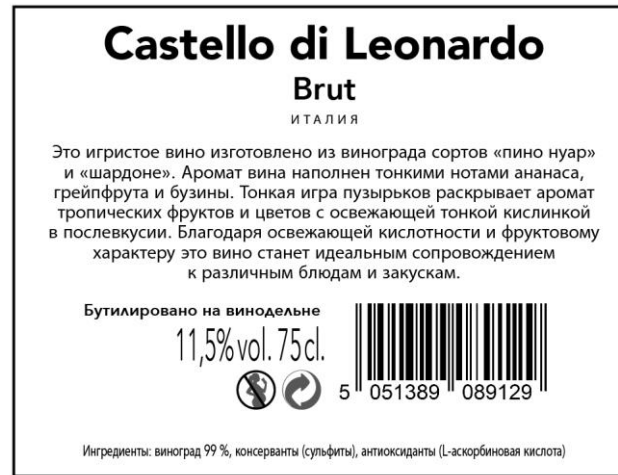 Castello di Leonardo
Brut
ИТАЛИЯ
Это игристое вино изготовлено из винограда сортов «пино нуар»
и «шардоне». Аромат вина наполнен тонкими нотами ананаса,
грейпфрута и бузины. Тонкая игра пузырьков раскрывает аромат
тропических фруктов и цветов с освежающей тонкой кислинкой
в послевкусии. Благодаря освежающей кислотности и фруктовому
характеру это вино станет идеальным сопровождением
к различным блюдам и закускам.
Бутилировано на винодельне
11,5% vol. 75 cl.
5 051389 089129
Ингредиенты: виноград 99 %, консерванты (сульфиты), антиоксиданты (L-аскорбиновая кислота)